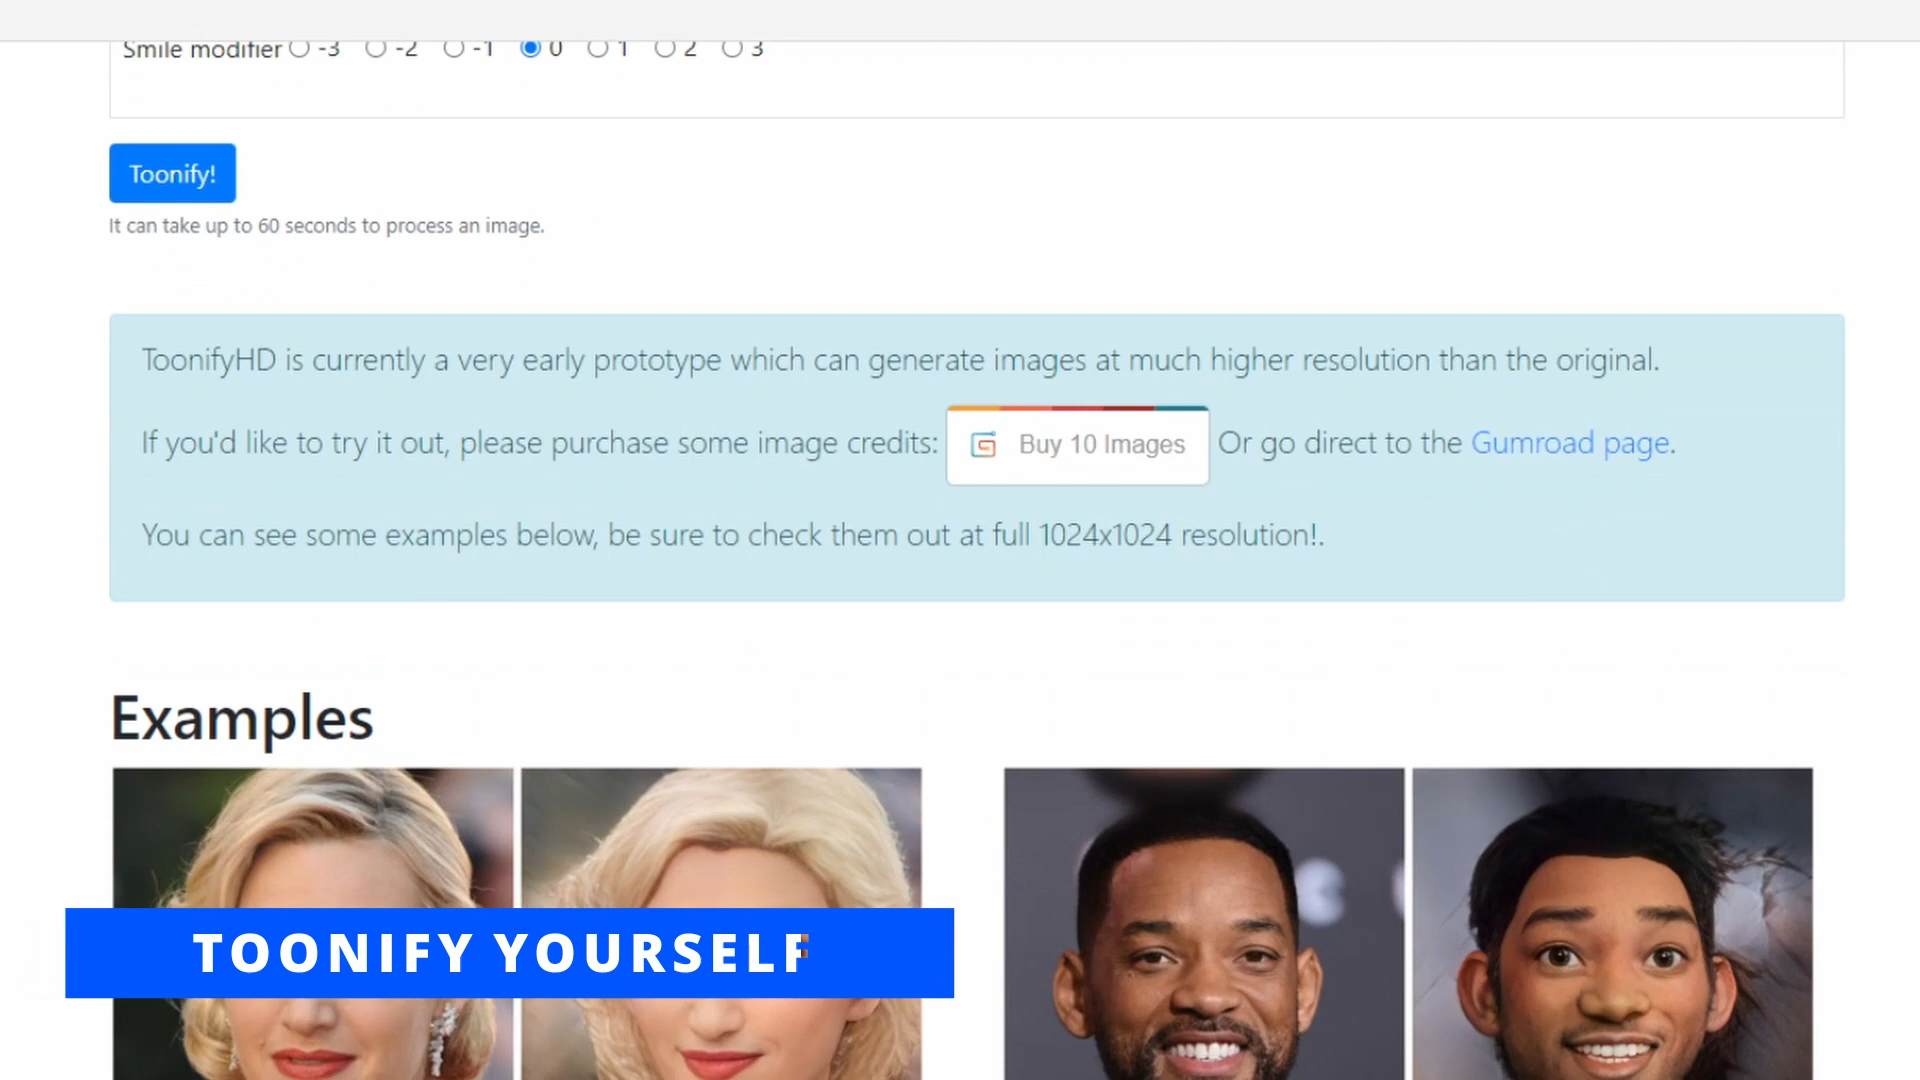 Smile modifier -3 -2 -1 0 1 2 3
Toonify!
It can take up to 60 seconds to process an image.
ToonifyHD is currently a very early prototype which can generate images at much higher resolution than the original.
If you'd like to try it out, please purchase some image credits: Buy 10 Images Or go direct to the Gumroad page.
You can see some examples below, be sure to check them out at full 1024x1024 resolution!.
Examples
TOONIFY YOURSELF